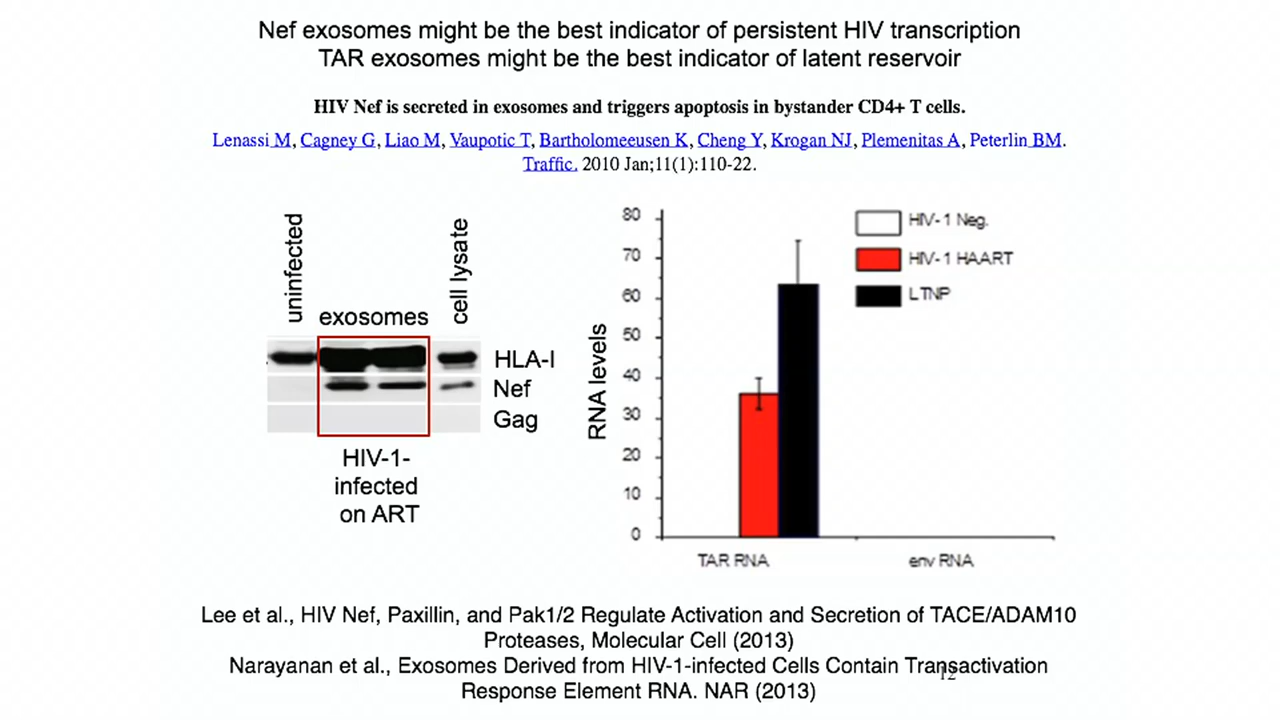 Nef exosomes might be the best indicator of persistent HIV transcription
TAR exosomes might be the best indicator of latent reservoir
HIV Nef is secreted in exosomes and triggers apoptosis in bystander CD4+ T cells.
Lenassi M, Cagney G, Liao M, Vaupotic T, Bartholomeeusen K, Cheng Y, Krogan NJ, Plemenitas A, Peterlin BM.
Traffic. 2010 Jan;11(1):110-22.
uninfected
exosomes
cell lysate
HLA-I
Nef
Gag
HIV-1-
infected
on ART
RNA levels
80
70
60
50
40
30
20
10
0
TAR RNA
env RNA
HIV-1 Neg.
HIV-1 HAART
LTNP
Lee et al., HIV Nef, Paxillin, and Pak1/2 Regulate Activation and Secretion of TACE/ADAM10
Proteases, Molecular Cell (2013)
Narayanan et al., Exosomes Derived from HIV-1-infected Cells Contain Transactivation
Response Element RNA. NAR (2013)
12